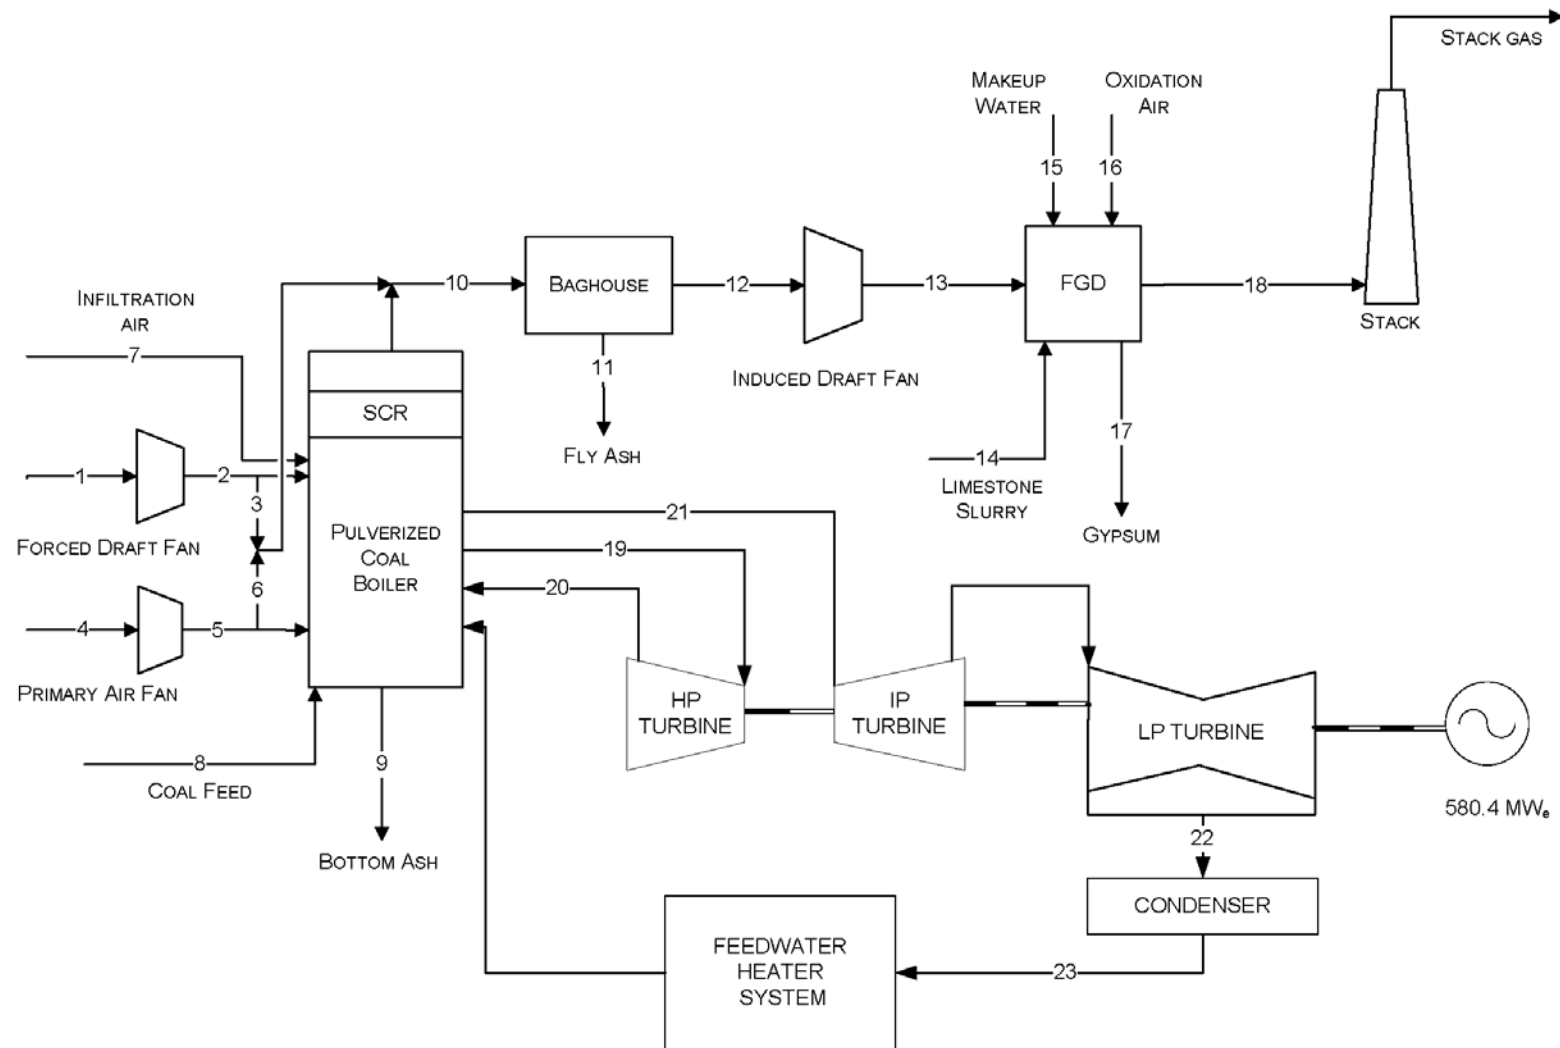 STACK GAS
MAKEUP
WATER
OXIDATION
AIR
15
16
INFILTRATION
AIR
7
10
BAGHOUSE
12
13
FGD
18
STACK
11
INDUCED DRAFT FAN
FLY ASH
SCR
1
2
3
FORCED DRAFT FAN
14
LIMESTONE
SLURRY
17
GYPSUM
PULVERIZED
COAL
BOILER
21
19
20
6
4
5
PRIMARY AIR FAN
HP
TURBINE
IP
TURBINE
LP TURBINE
8
COAL FEED
9
580.4 MWe
22
BOTTOM ASH
CONDENSER
FEEDWATER
HEATER
SYSTEM
23